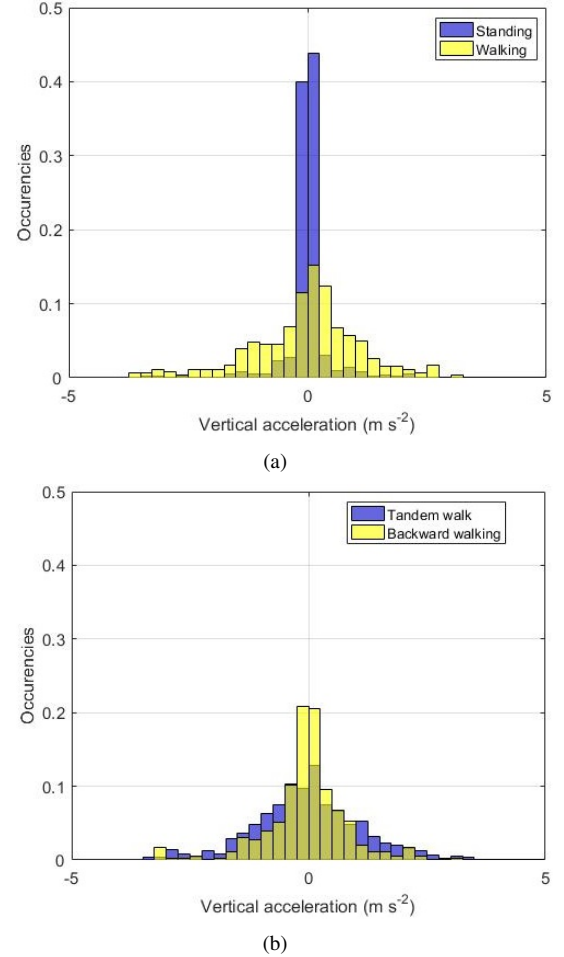 0.5
Standing
Walking
0.4
0.3
0.2
0.1
0
Occurencies
-5
0
5
Vertical acceleration (m s-2)
(a)
0.5
Tandem walk
Backward walking
0.4
0.3
0.2
0.1
0
Occurencies
-5
0
5
Vertical acceleration (m s-2)
(b)